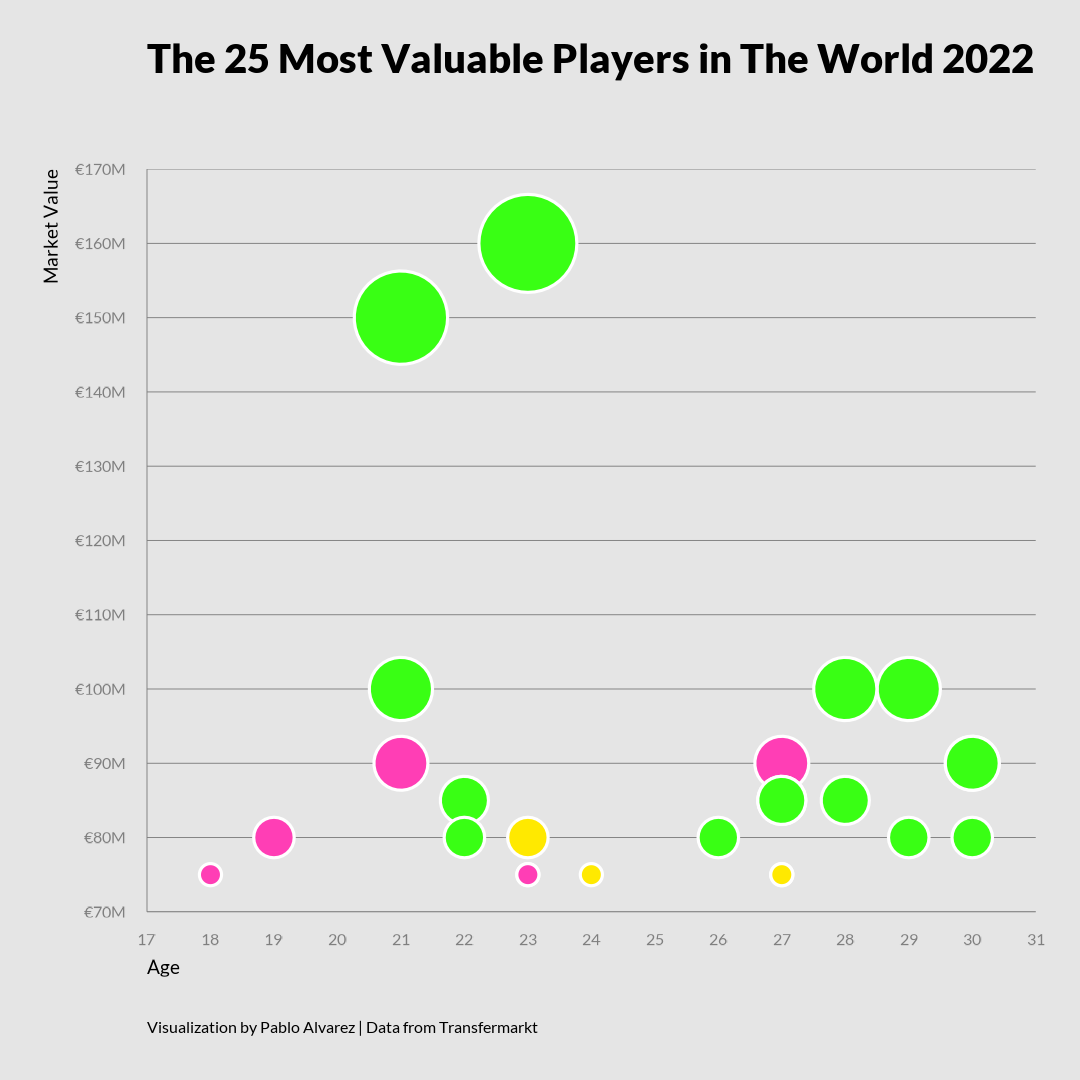 The 25 Most Valuable Players in The World 2022
Market Value
€170M
€160M
€150M
€140M
€130M
€120M
€110M
€100M
€90M
€80M
€70M
17 18 19 20 21 22 23 24 25 26 27 28 29 30 31
Age
Visualization by Pablo Alvarez | Data from Transfermarkt